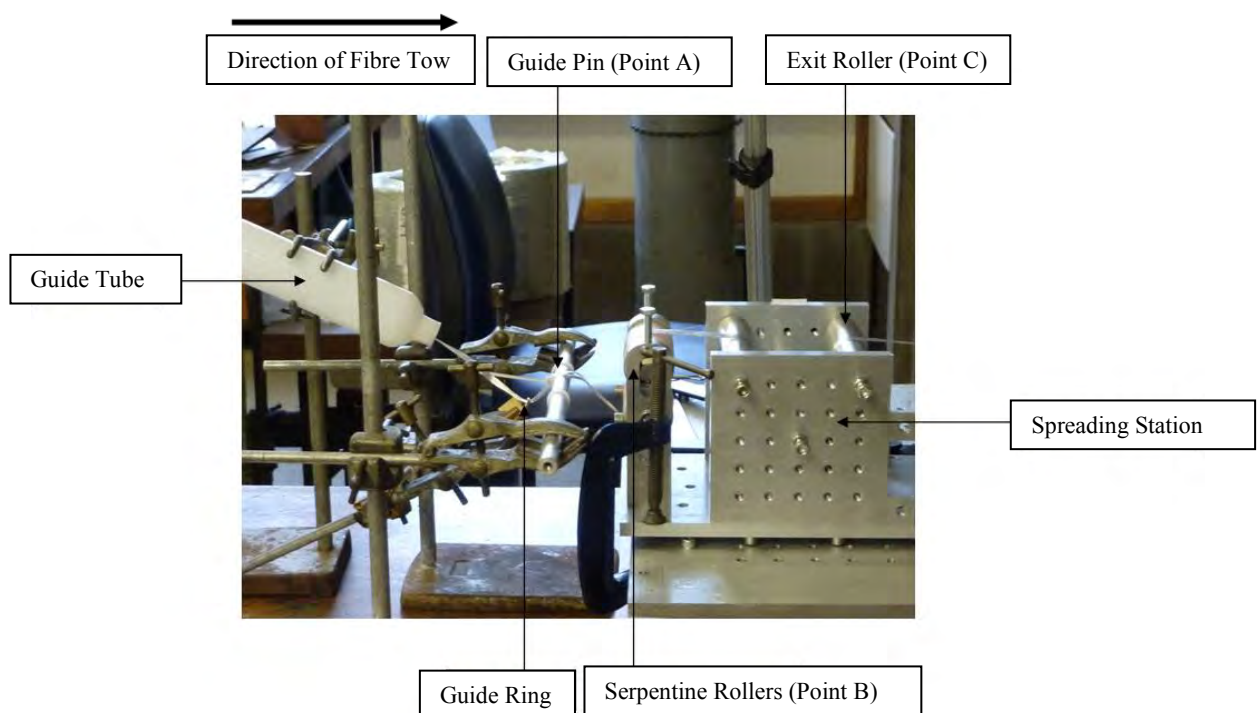 Direction of Fibre Tow
Guide Pin (Point A)
Exit Roller (Point C)
Guide Tube
Spreading Station
Guide Ring
Serpentine Rollers (Point B)